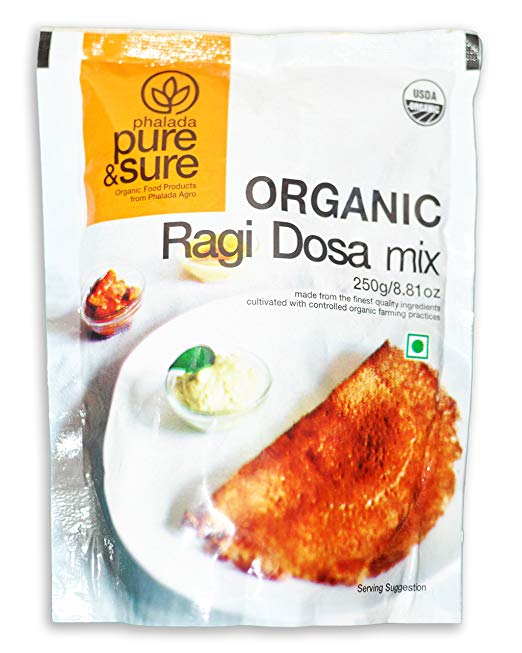 phalada
pure
&sure
Organic Food Products
from Phalada Agro
USDA
ORGANIC
ORGANIC
Ragi Dosa mix
250g/8.81oz
made from the finest quality ingredients
cultivated with controlled organic farming practices
Serving Suggestion